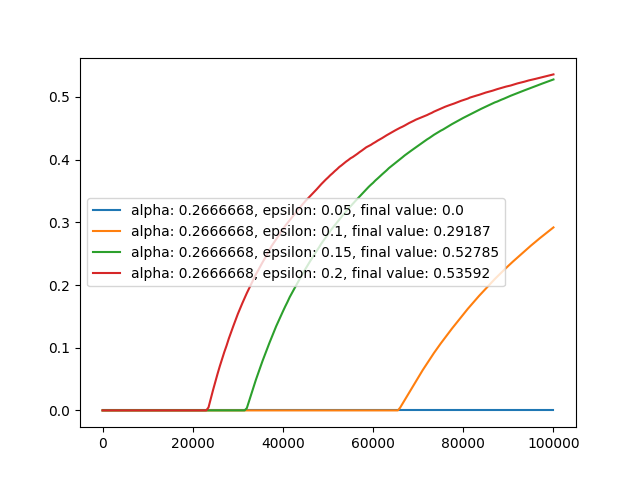 0.5
0.4
0.3
0.2
0.1
0.0
alpha: 0.2666668, epsilon: 0.05, final value: 0.0
alpha: 0.2666668, epsilon: 0.1, final value: 0.29187
alpha: 0.2666668, epsilon: 0.15, final value: 0.52785
alpha: 0.2666668, epsilon: 0.2, final value: 0.53592
0 20000 40000 60000 80000 100000